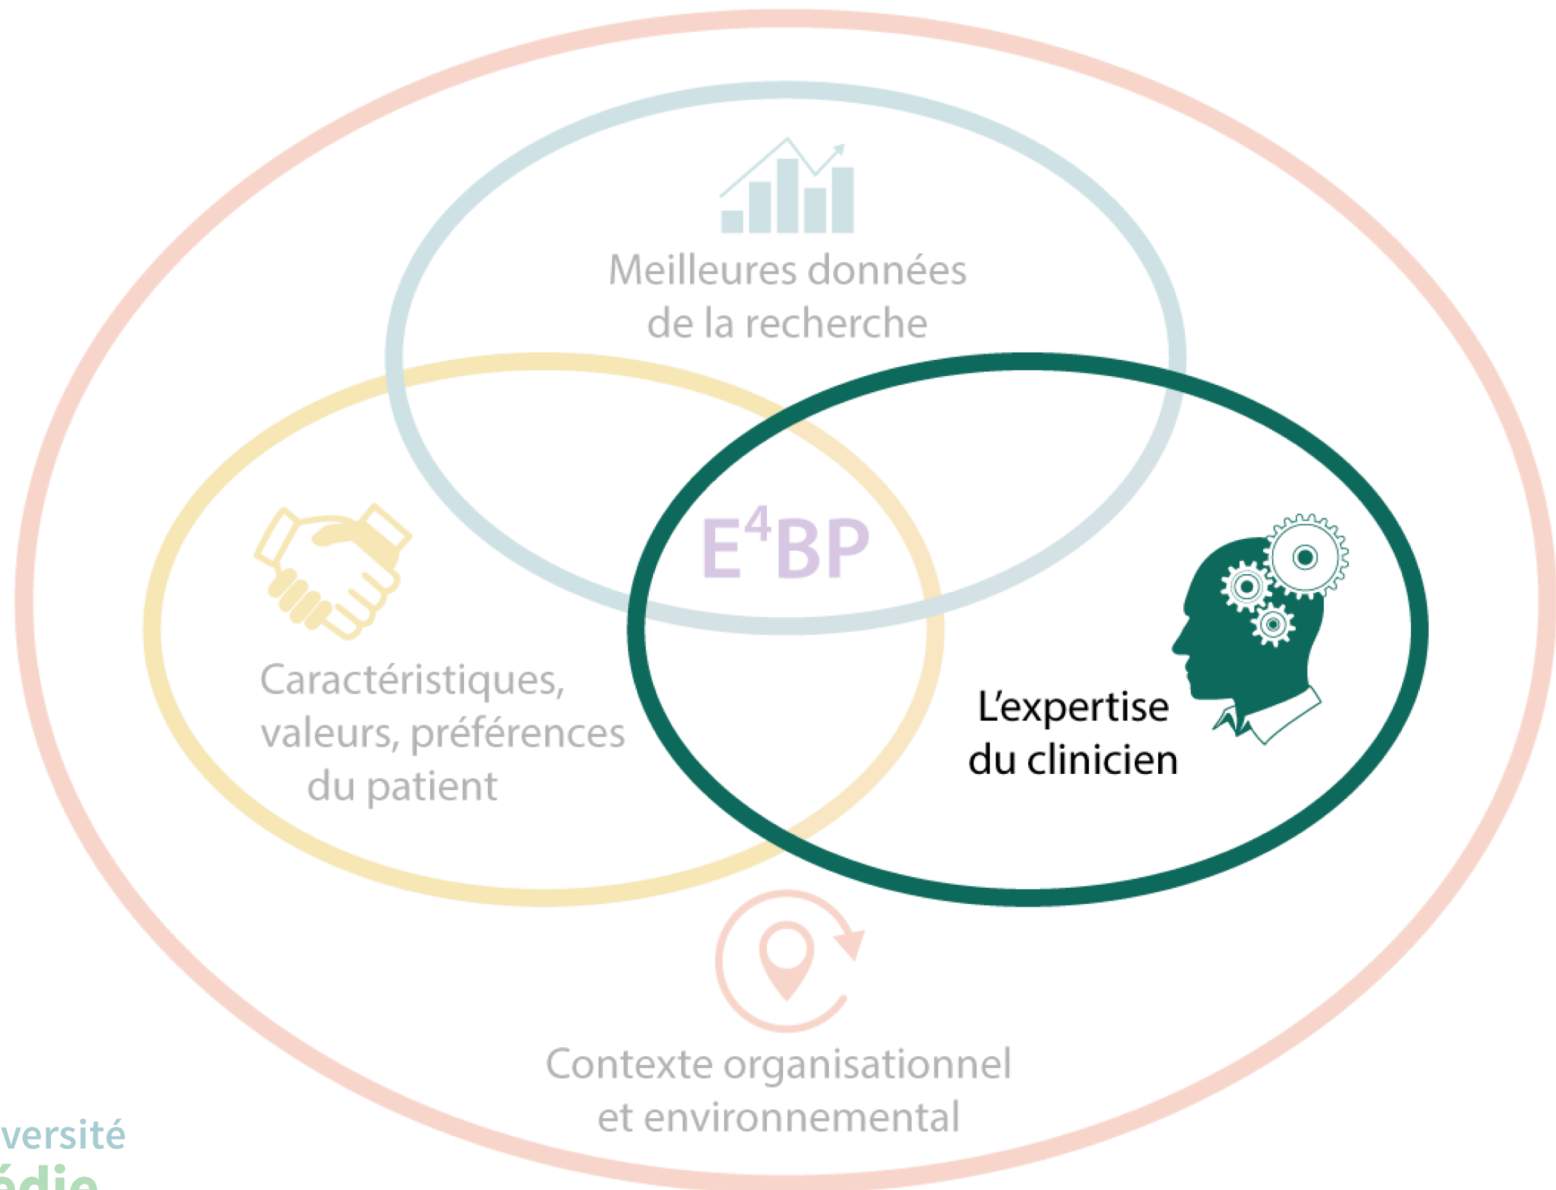 Meilleures données
de la recherche
E⁴BP
Caractéristiques,
valeurs, préférences
du patient
L'expertise
du clinicien
Contexte organisationnel
et environnemental
versité
édie